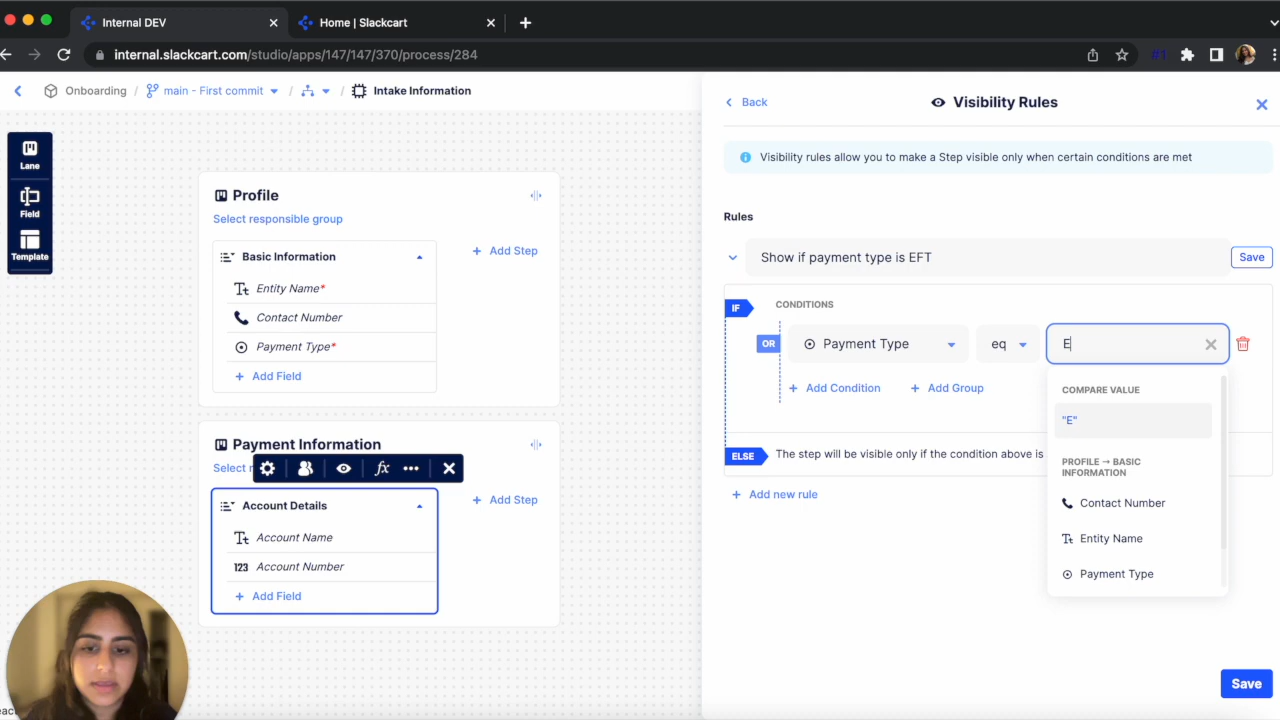 Internal DEV
Home | Slackcart
internal.slackcart.com/studio/apps/147/147/370/process/284
#1
Onboarding / main - First commit / / Intake Information
Lane
Field
Template
Profile
Select responsible group
Basic Information
Entity Name*
Contact Number
Payment Type*
+ Add Field
+ Add Step
Payment Information
Select r
fx
Account Details
Account Name
123 Account Number
+ Add Field
+ Add Step
Back
Visibility Rules
Visibility rules allow you to make a Step visible only when certain conditions are met
Rules
Show if payment type is EFT
Save
IF
CONDITIONS
OR
Payment Type
eq
E
+ Add Condition
+ Add Group
COMPARE VALUE
"E"
PROFILE → BASIC
INFORMATION
Contact Number
Entity Name
Payment Type
ELSE
The step will be visible only if the condition above is
+ Add new rule
Save